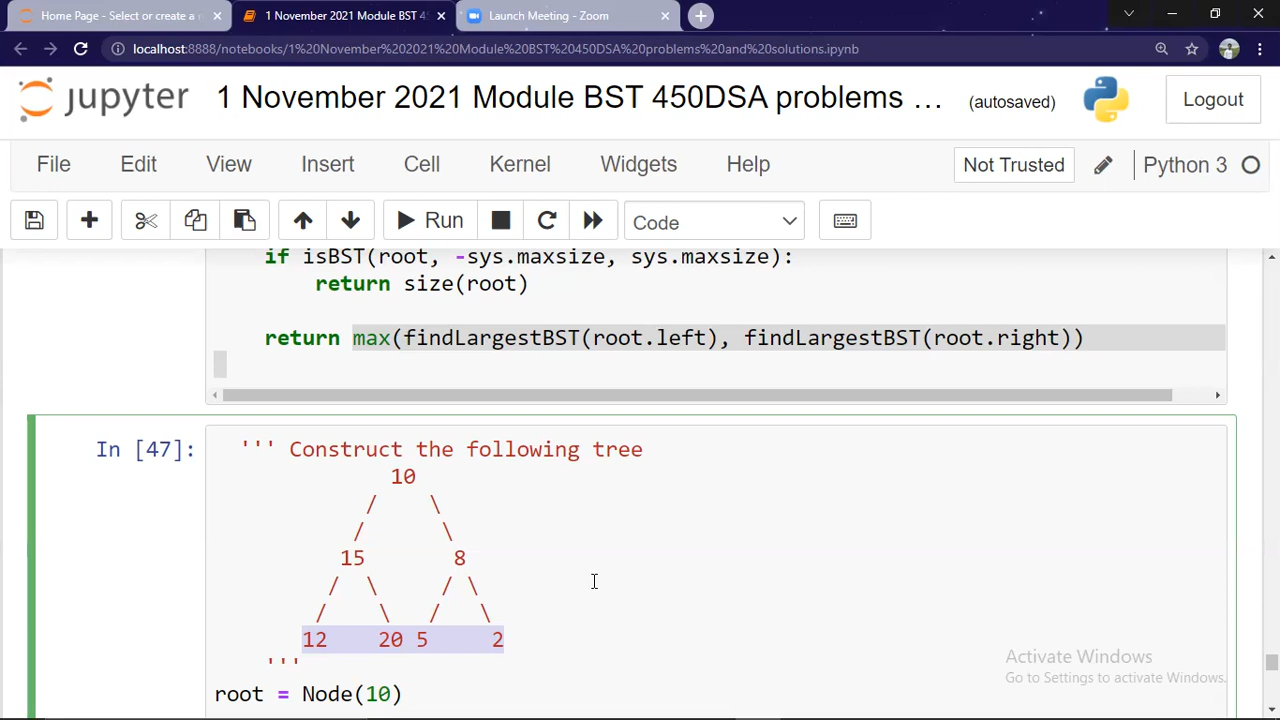 Home Page - Select or create a
1 November 2021 Module BST 4
Launch Meeting - Zoom
localhost:8888/notebooks/1%20November%202021%20Module%20BST%20450DSA%20problems%20and%20solutions.ipynb
jupyter 1 November 2021 Module BST 450DSA problems ... (autosaved) Logout
File Edit View Insert Cell Kernel Widgets Help Not Trusted Python 3
Run Code
if isBST(root, -sys.maxsize, sys.maxsize):
return size(root)
return max(findLargestBST(root.left), findLargestBST(root.right))
In [47]: ''' Construct the following tree
10
/ \
/ \
15 8
/ \ / \
/ \ / \
12 20 5 2
'''
root = Node(10)
Activate Windows
Go to Settings to activate Windows.